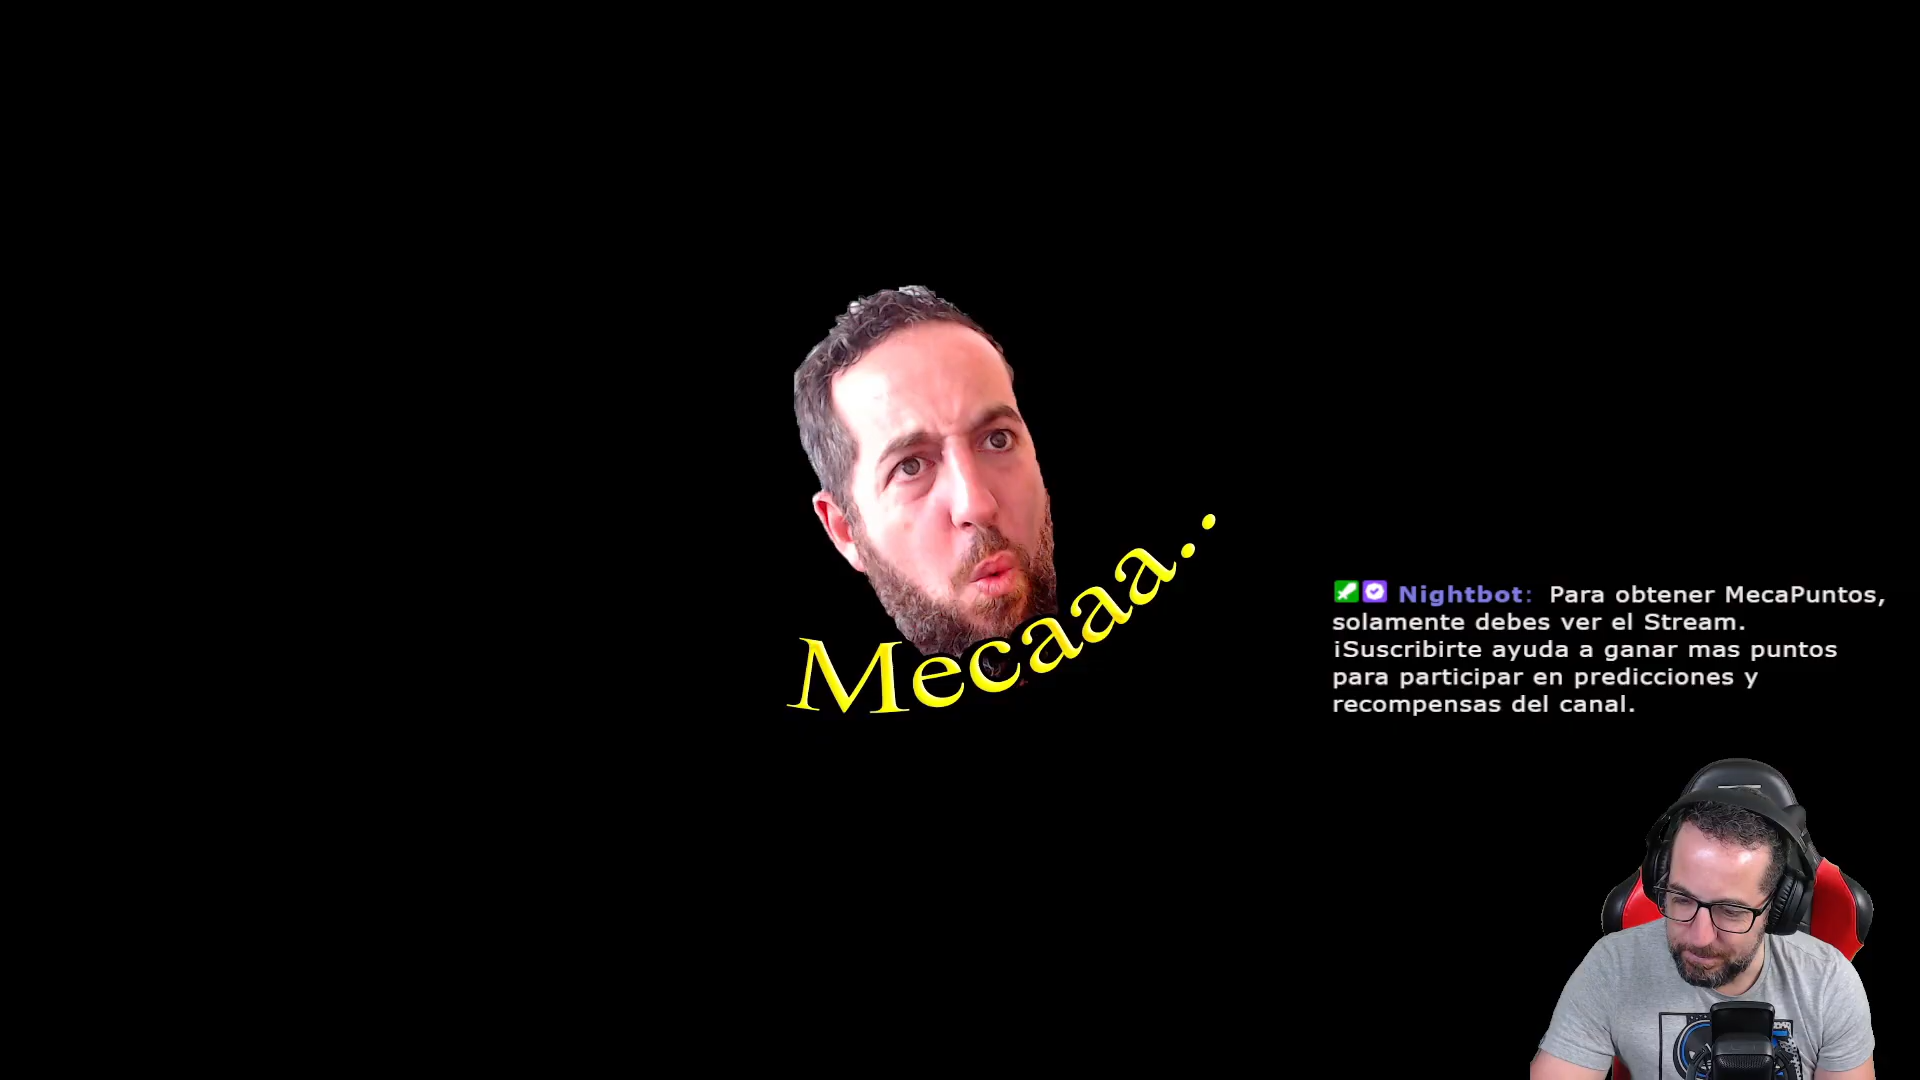 Mecaaa..
Nightbot: Para obtener MecaPuntos,
solamente debes ver el Stream.
¡Suscribirte ayuda a ganar mas puntos
para participar en predicciones y
recompensas del canal.